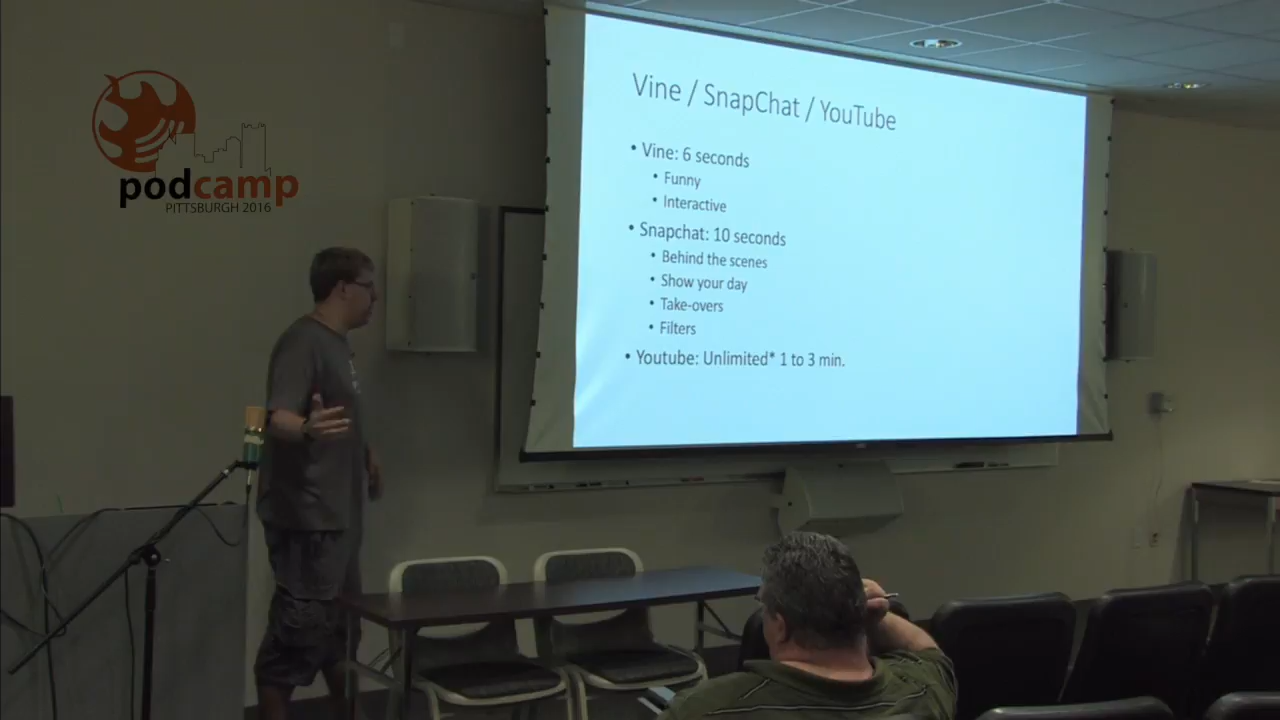 podcamp
PITTSBURGH 2016
Vine / SnapChat / YouTube
• Vine: 6 seconds
• Funny
• Interactive
• Snapchat: 10 seconds
• Behind the scenes
• Show your day
• Take-overs
• Filters
• Youtube: Unlimited* 1 to 3 min.